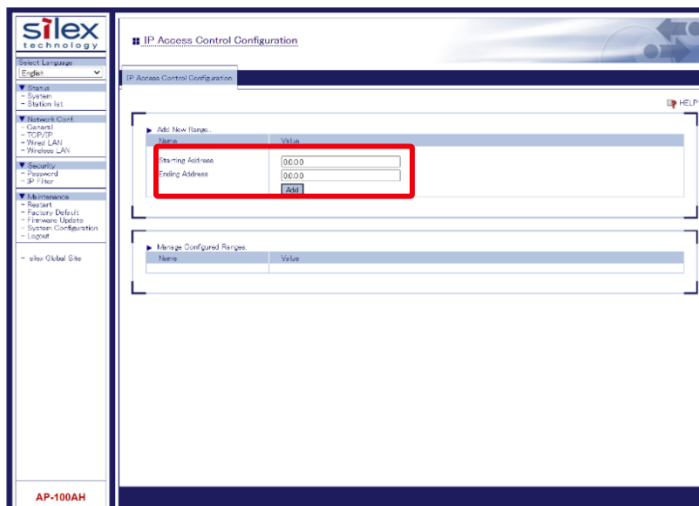 silex
technology
Select Language
English
▼ Status
- System
- Station list
▼ Network Conf.
- General
- TCP/IP
- Wired LAN
- Wireless LAN
▼ Security
- Password
- IP Filter
▼ Maintenance
- Restart
- Factory Default
- Firmware Update
- System Configuration
- Logout
- silex Global Site
AP-100AH
IP Access Control Configuration
IP Access Control Configuration
HELP
Add New Range.
Name Value
Starting Address 0.0.0.0
Ending Address 0.0.0.0
Add
Manage Configured Ranges.
Name Value